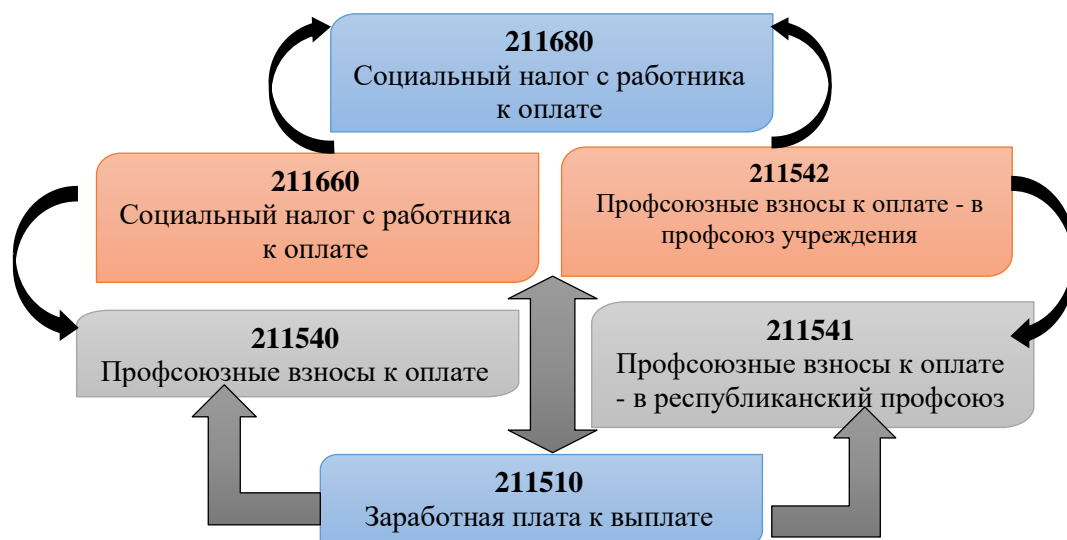 211680
Социальный налог с работника
к оплате
211660
Социальный налог с работника
к оплате
211542
Профсоюзные взносы к оплате - в
профсоюз учреждения
211540
Профсоюзные взносы к оплате
211541
Профсоюзные взносы к оплате
- в республиканский профсоюз
211510
Заработная плата к выплате